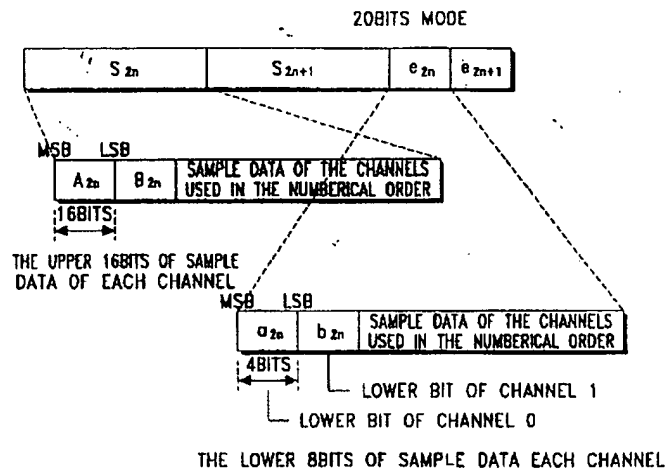 20BITS MODE
S2n S2n+1 e2n e2n+1
MSB LSB
A2n B2n SAMPLE DATA OF THE CHANNELS
USED IN THE NUMBERICAL ORDER
16BITS
THE UPPER 16BITS OF SAMPLE
DATA OF EACH CHANNEL
MSB LSB
a2n b2n SAMPLE DATA OF THE CHANNELS
USED IN THE NUMBERICAL ORDER
4BITS
LOWER BIT OF CHANNEL 1
LOWER BIT OF CHANNEL 0
THE LOWER 8BITS OF SAMPLE DATA EACH CHANNEL